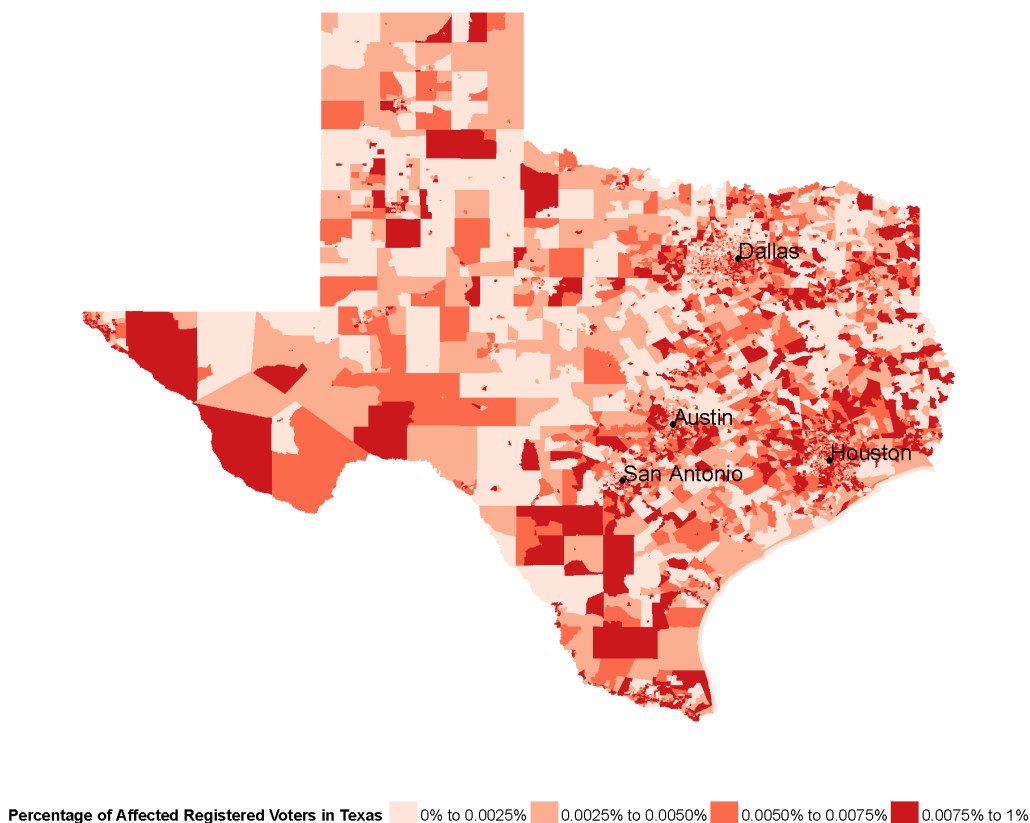 Dallas
Austin
Houston
San Antonio
Percentage of Affected Registered Voters in Texas 0% to 0.0025% 0.0025% to 0.0050% 0.0050% to 0.0075% 0.0075% to 1%